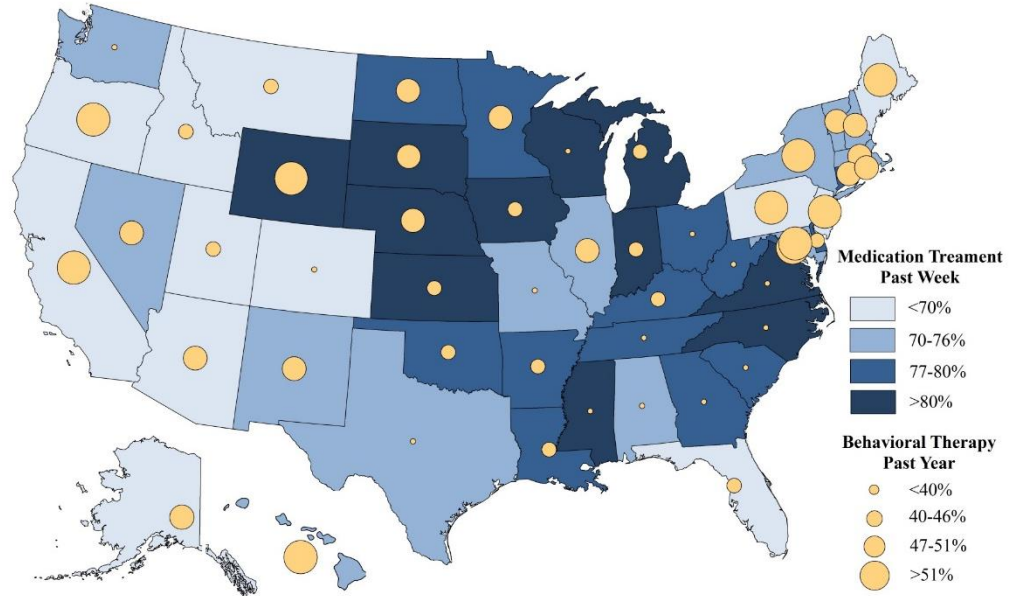 Medication Treament
Past Week
<70%
70-76%
77-80%
>80%
Behavioral Therapy
Past Year
<40%
40-46%
47-51%
>51%